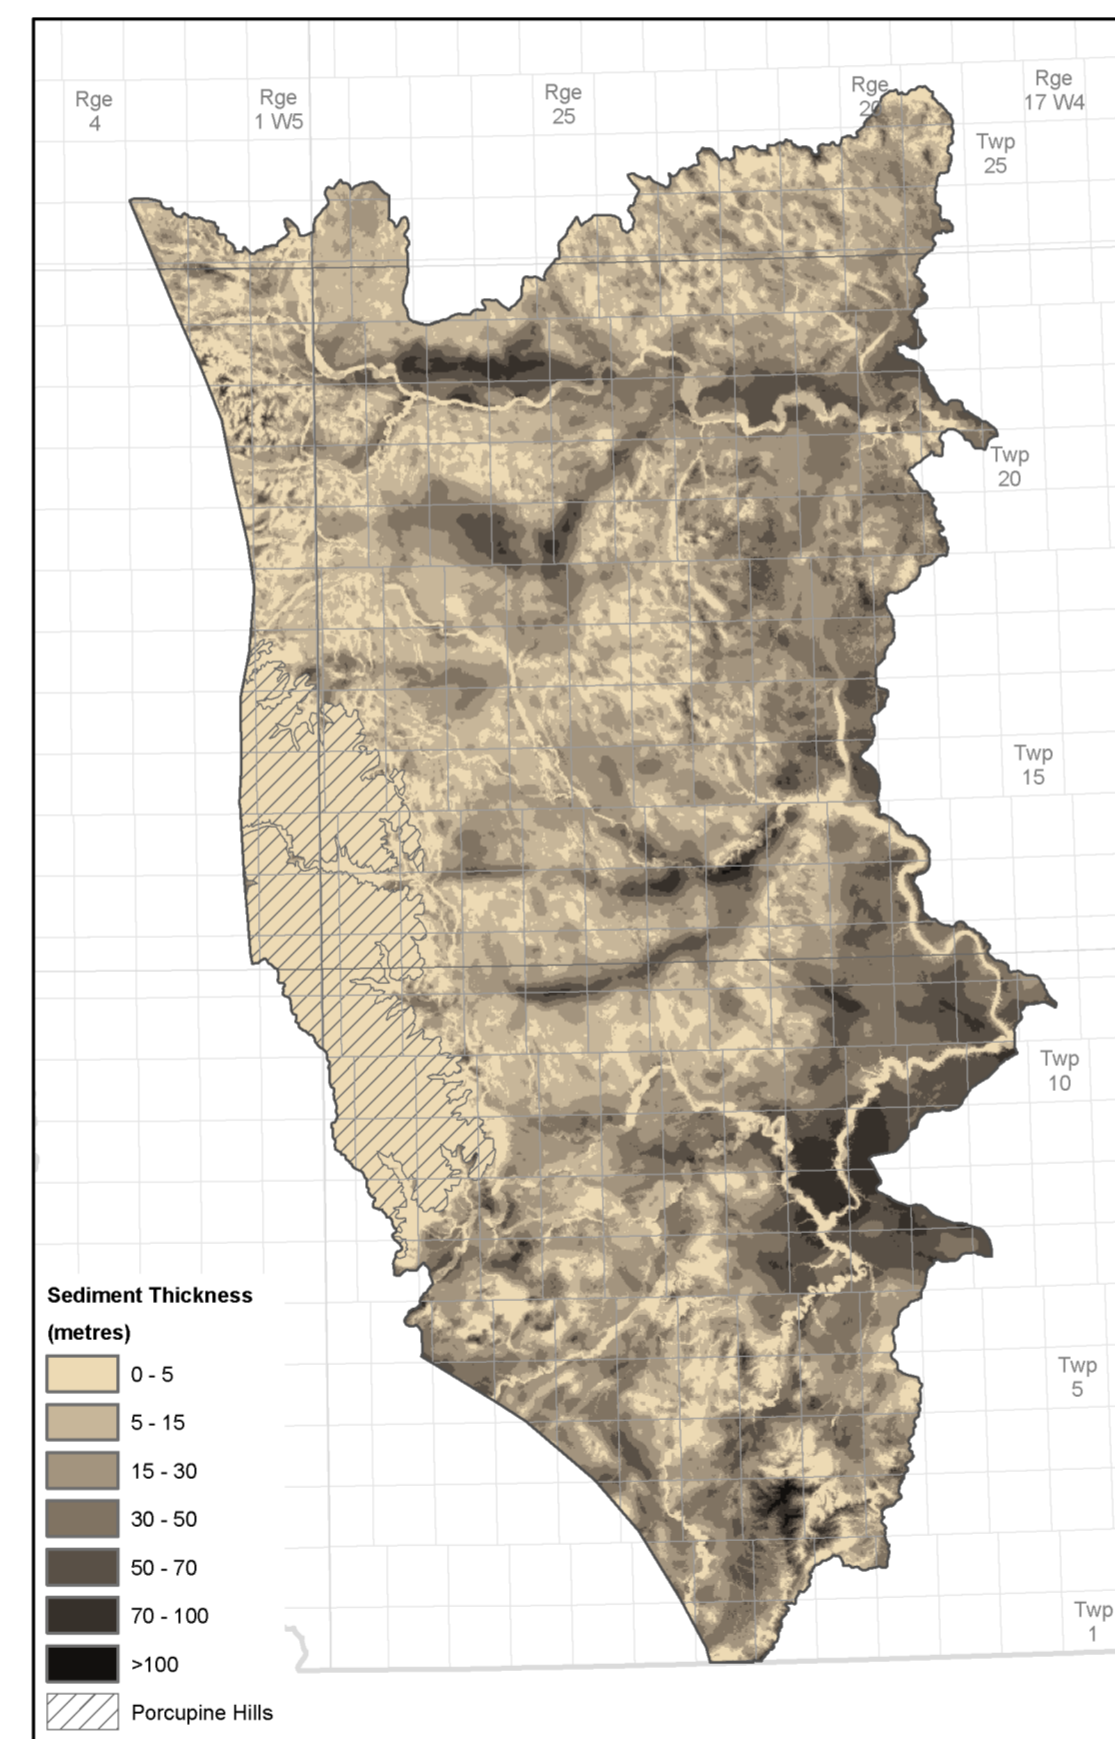 Rge
4
Rge
1 W5
Rge
25
Rge
20
Rge
17 W4
Twp
25
Twp
20
Twp
15
Twp
10
Twp
5
Twp
1
Sediment Thickness
(metres)
0 - 5
5 - 15
15 - 30
30 - 50
50 - 70
70 - 100
>100
Porcupine Hills